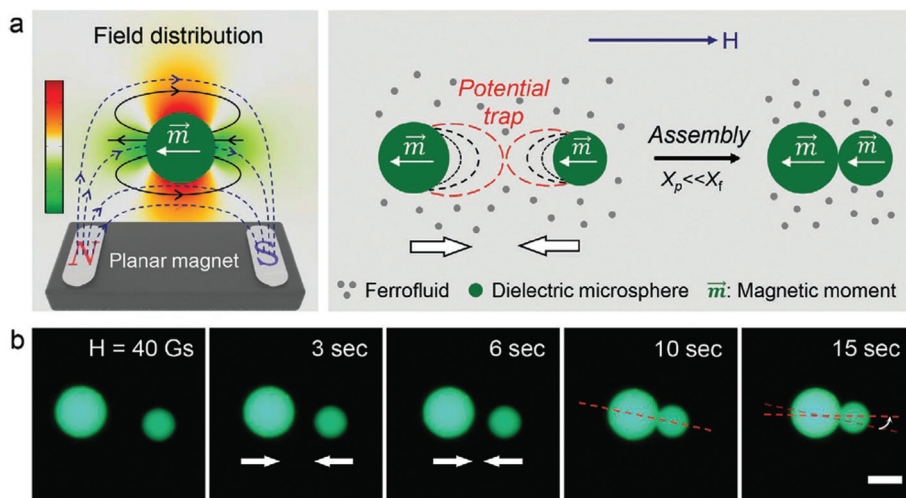 a
Field distribution
m⃗
N
Planar magnet
S
H
Potential
trap
m⃗
m⃗
Assembly
Xₚ<<X_f
m⃗
m⃗
Ferrofluid
Dielectric microsphere
m⃗: Magnetic moment
b
H = 40 Gs
3 sec
6 sec
10 sec
15 sec